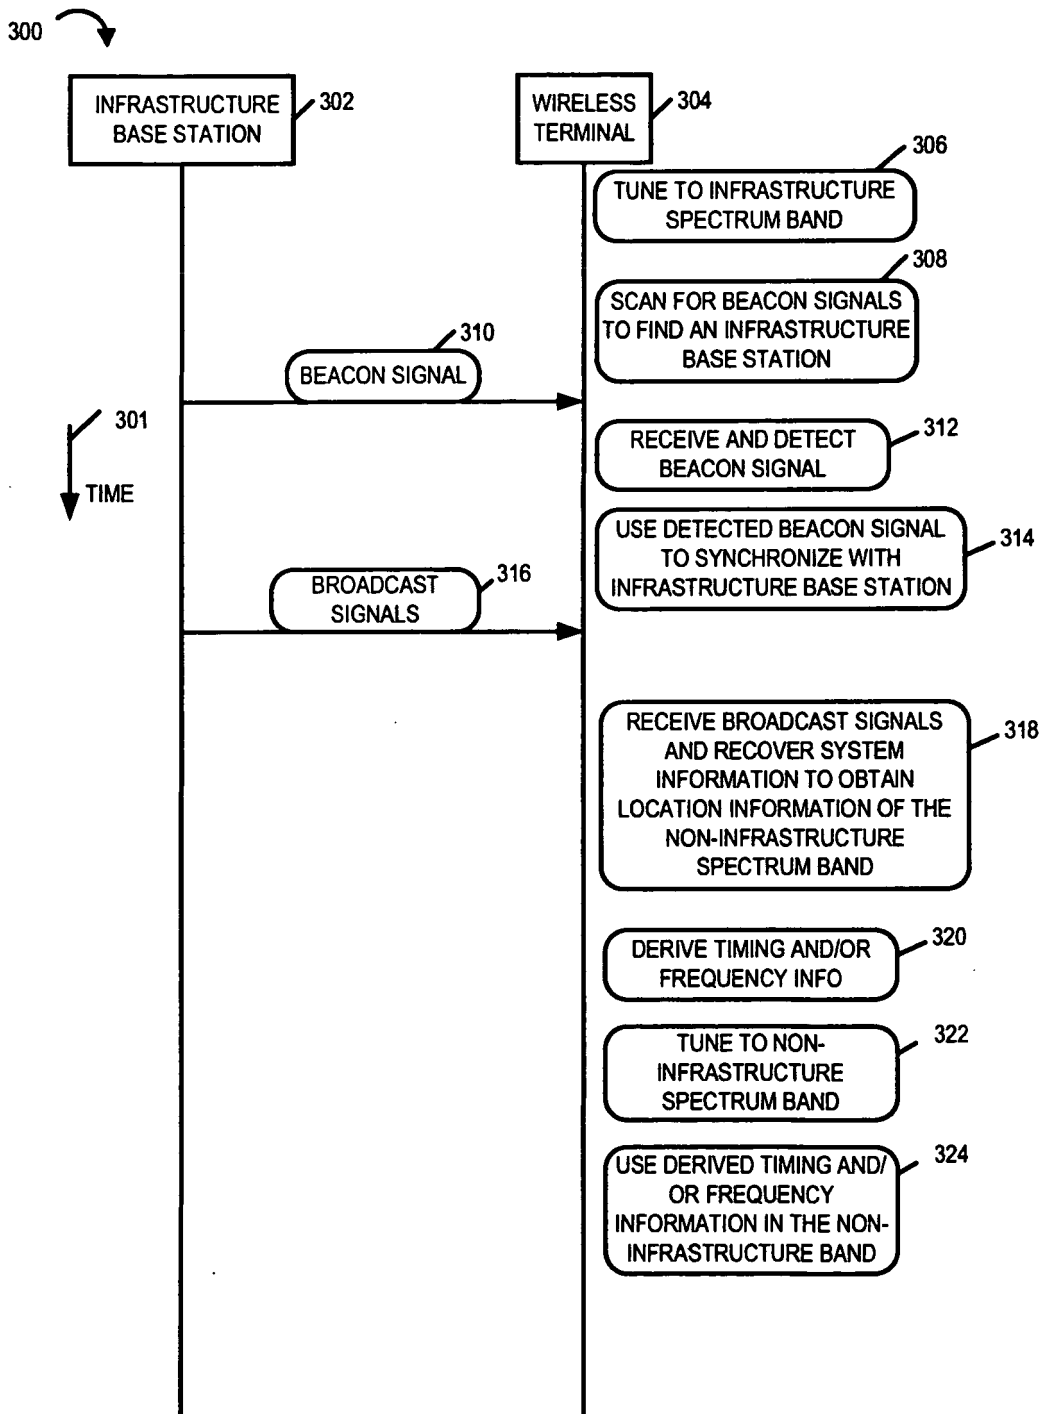 300
INFRASTRUCTURE
BASE STATION
302
WIRELESS
TERMINAL
304
306
TUNE TO INFRASTRUCTURE
SPECTRUM BAND
308
SCAN FOR BEACON SIGNALS
TO FIND AN INFRASTRUCTURE
BASE STATION
310
BEACON SIGNAL
301
TIME
312
RECEIVE AND DETECT
BEACON SIGNAL
USE DETECTED BEACON SIGNAL
TO SYNCHRONIZE WITH
INFRASTRUCTURE BASE STATION
314
BROADCAST
SIGNALS
316
RECEIVE BROADCAST SIGNALS
AND RECOVER SYSTEM
INFORMATION TO OBTAIN
LOCATION INFORMATION OF THE
NON-INFRASTRUCTURE
SPECTRUM BAND
318
DERIVE TIMING AND/OR
FREQUENCY INFO
320
TUNE TO NON-
INFRASTRUCTURE
SPECTRUM BAND
322
USE DERIVED TIMING AND/
OR FREQUENCY
INFORMATION IN THE NON-
INFRASTRUCTURE BAND
324